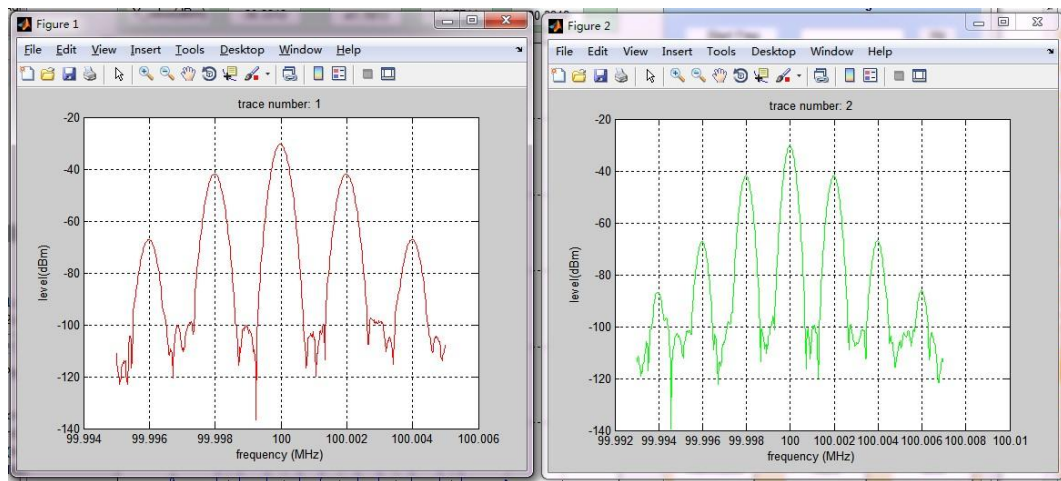 Figure 1
File Edit View Insert Tools Desktop Window Help
trace number: 1
level(dBm)
-20
-40
-60
-80
-100
-120
-140
99.994 99.996 99.998 100 100.002 100.004 100.006
frequency (MHz)
Figure 2
File Edit View Insert Tools Desktop Window Help
trace number: 2
level(dBm)
-20
-40
-60
-80
-100
-120
-140
99.992 99.994 99.996 99.998 100 100.002 100.004 100.006 100.008 100.01
frequency (MHz)